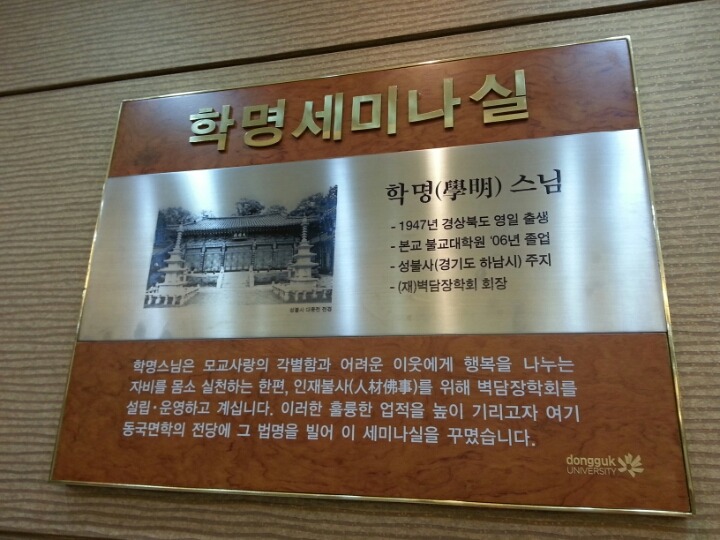 학명세미나실
학명(學明) 스님
- 1947년 경상북도 영일 출생
- 본교 불교대학원 '06년 졸업
- 성불사(경기도 하남시) 주지
- (재)벽담장학회 회장
성불사 대웅전 전경
학명스님은 모교사랑의 각별함과 어려운 이웃에게 행복을 나누는
자비를 몸소 실천하는 한편, 인재불사(人材佛事)를 위해 벽담장학회를
설립·운영하고 계십니다. 이러한 훌륭한 업적을 높이 기리고자 여기
동국면학의 전당에 그 법명을 빌어 이 세미나실을 꾸몄습니다.
dongguk
UNIVERSITY